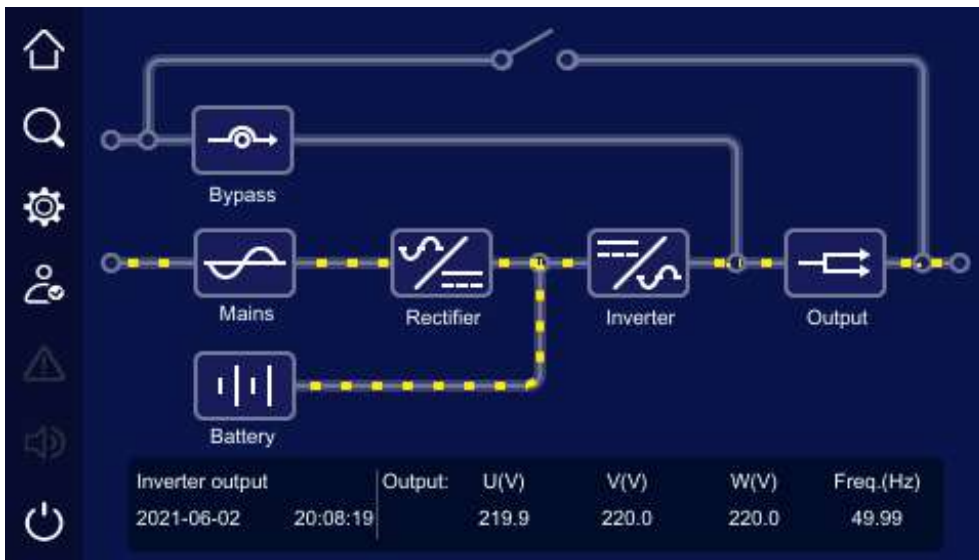 Bypass
Mains
Rectifier
Inverter
Output
Battery
Inverter output Output: U(V) V(V) W(V) Freq.(Hz)
2021-06-02 20:08:19 219.9 220.0 220.0 49.99